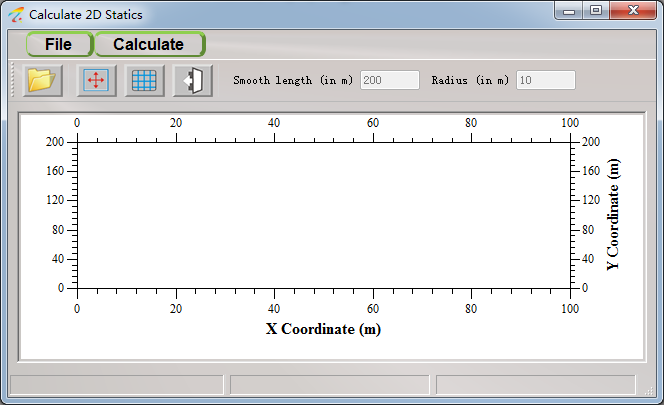 Calculate 2D Statics
File Calculate
Smooth length (in m) 200 Radius (in m) 10
0 20 40 60 80 100
200 200
160 160
120 120
80 80
40 40
0 0
Y Coordinate (m)
0 20 40 60 80 100
X Coordinate (m)